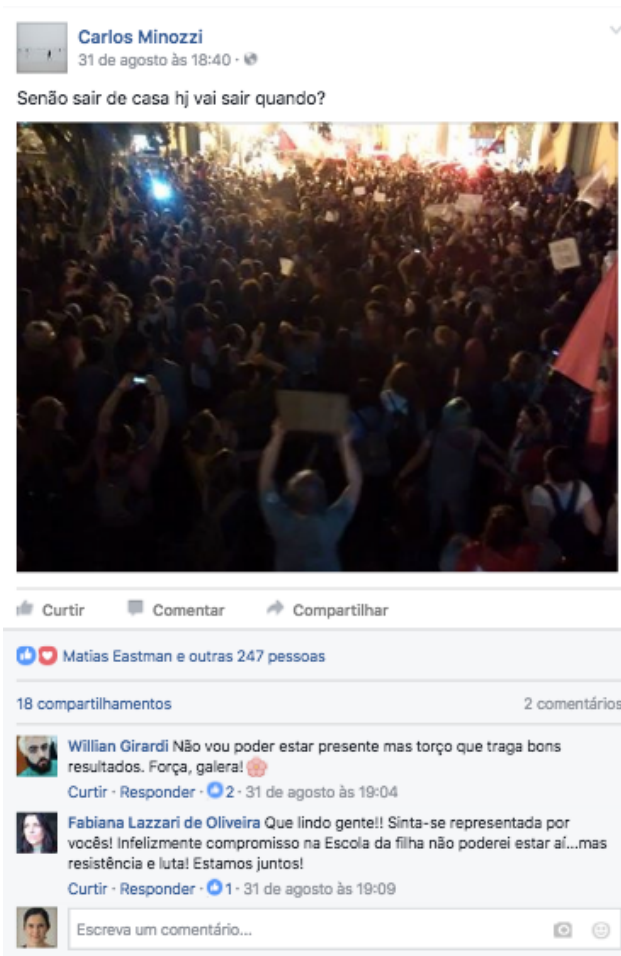 Carlos Minozzi
31 de agosto às 18:40 ·
Senão sair de casa hj vai sair quando?
Curtir Comentar Compartilhar
Matias Eastman e outras 247 pessoas
18 compartilhamentos 2 comentários
Willian Girardi Não vou poder estar presente mas torço que traga bons
resultados. Força, galera!
Curtir · Responder · 2 · 31 de agosto às 19:04
Fabiana Lazzari de Oliveira Que lindo gente!! Sinta-se representada por
vocês! Infelizmente compromisso na Escola da filha não poderei estar aí...mas
resistência e luta! Estamos juntos!
Curtir · Responder · 1 · 31 de agosto às 19:09
Escreva um comentário...